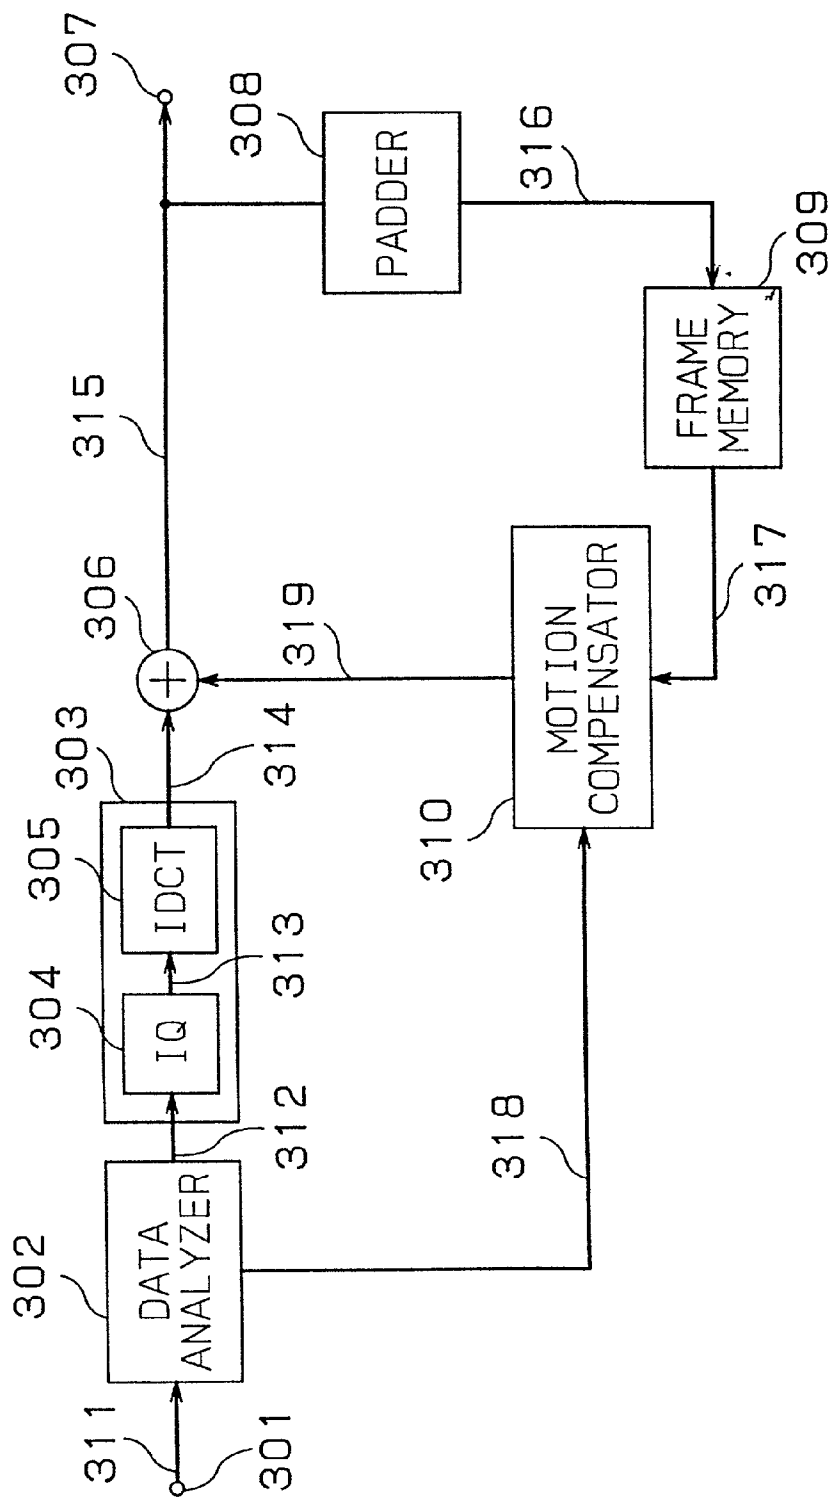 302
303
304
305
306
315
307
DATA
ANALYZER
IQ
IDCT
308
PADDER
311
301
312
313
314
319
316
318
310
MOTION
COMPENSATOR
FRAME
MEMORY
309
317